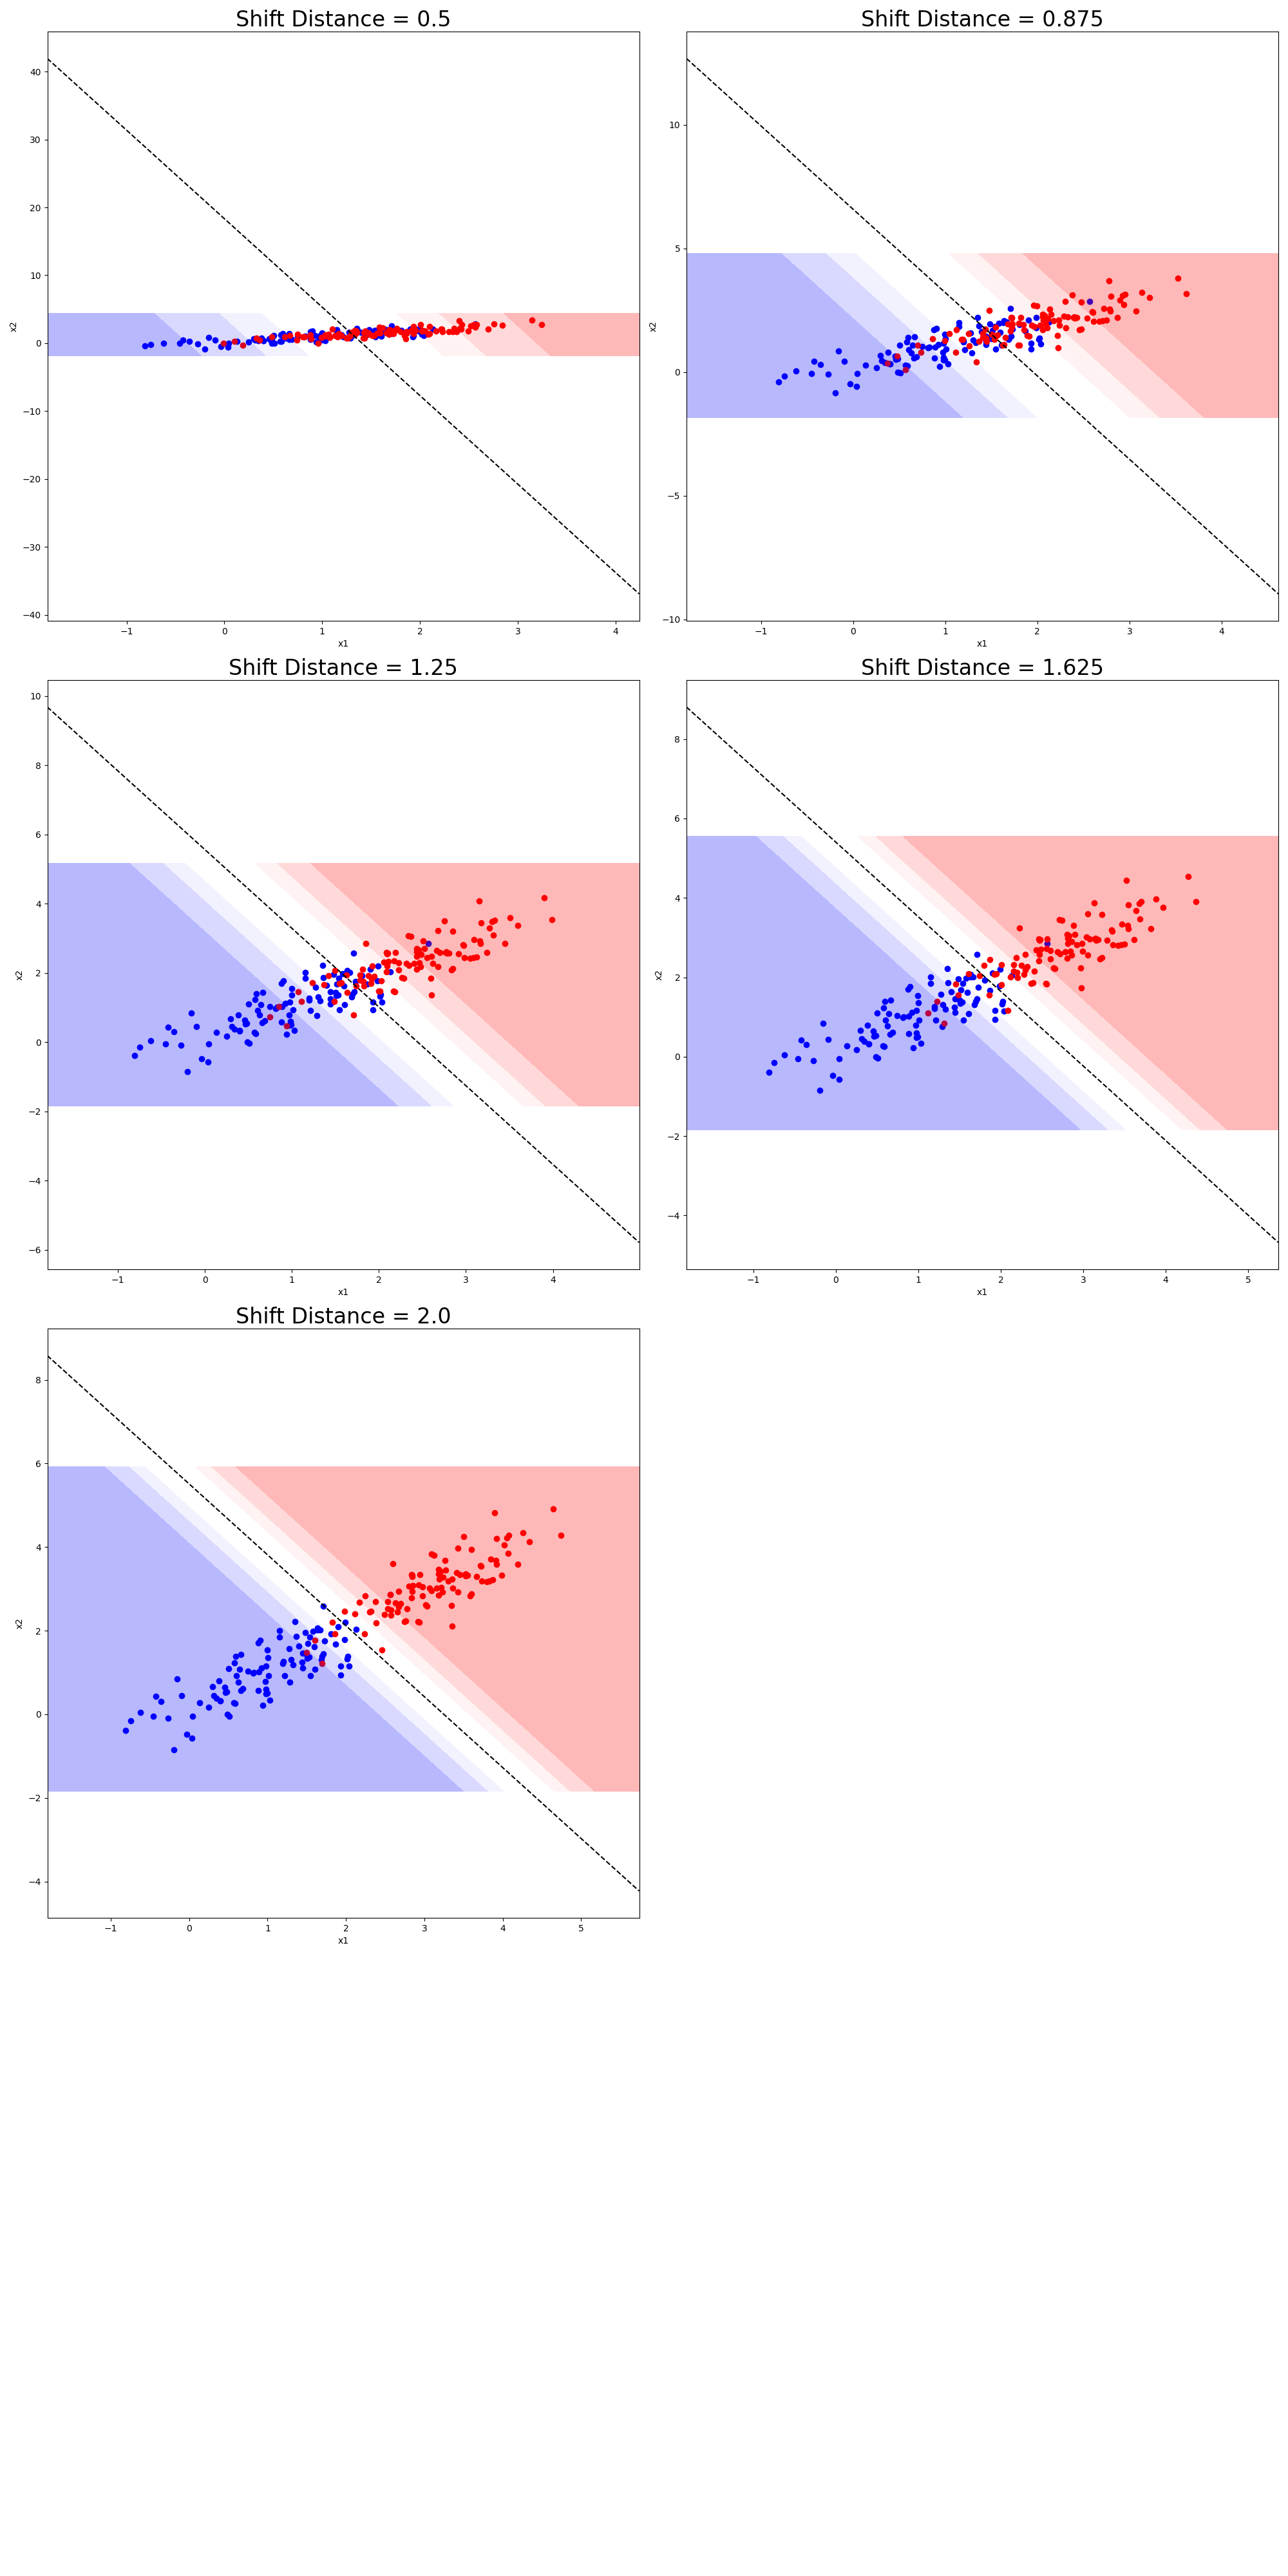 Shift Distance = 0.5
40
30
20
10
0
−10
−20
−30
−40
x2
−1 0 1 2 3 4
x1
Shift Distance = 0.875
10
5
0
−5
−10
x2
−1 0 1 2 3 4
x1
Shift Distance = 1.25
10
8
6
4
2
0
−2
−4
−6
x2
−1 0 1 2 3 4
x1
Shift Distance = 1.625
8
6
4
2
0
−2
−4
x2
−1 0 1 2 3 4 5
x1
Shift Distance = 2.0
8
6
4
2
0
−2
−4
x2
−1 0 1 2 3 4 5
x1